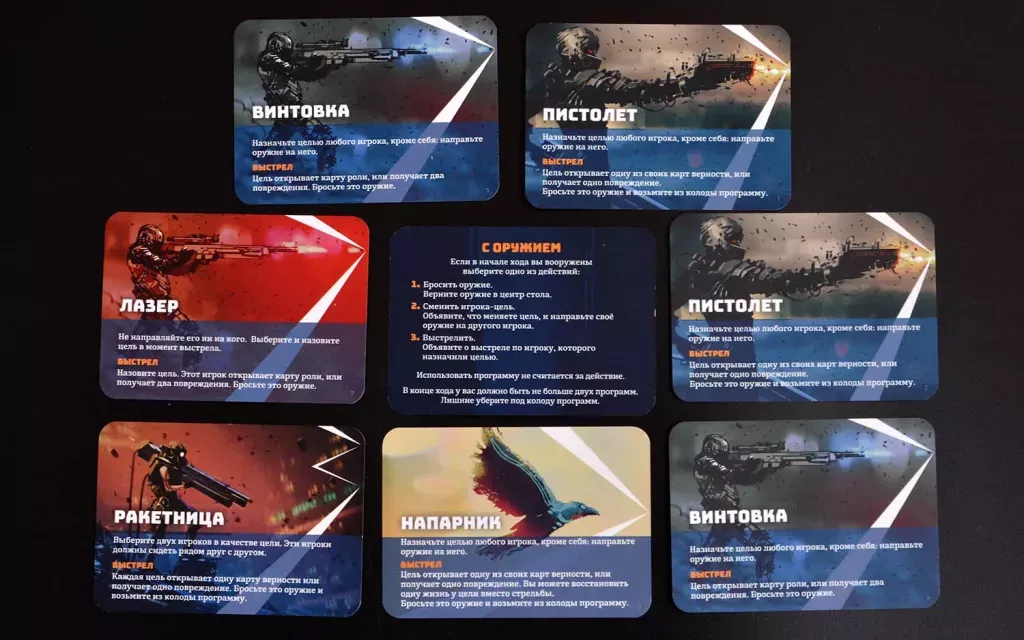 ВИНТОВКА
Назначьте целью любого игрока, кроме себя: направьте
оружие на него.
ВЫСТРЕЛ
Цель открывает карту роли, или получает два
повреждения. Бросьте это оружие.
ПИСТОЛЕТ
Назначьте целью любого игрока, кроме себя: направьте
оружие на него.
ВЫСТРЕЛ
Цель открывает одну из своих карт верности, или
получает одно повреждение.
Бросьте это оружие и возьмите из колоды программу.
ЛАЗЕР
Не направляйте его ни на кого. Выберите и назовите
цель в момент выстрела.
ВЫСТРЕЛ
Назовите цель. Этот игрок открывает карту роли, или
получает два повреждения. Бросьте это оружие.
С ОРУЖИЕМ
Если в начале хода вы вооружены
выберите одно из действий:
1. Бросить оружие.
Верните оружие в центр стола.
2. Сменить игрока-цель.
Объявите, что меняете цель, и направьте своё
оружие на другого игрока.
3. Выстрелить.
Объявите о выстреле по игроку, которого
назначили целью.
Использовать программу не считается за действие.
В конце хода у вас должно быть не больше двух программ.
Лишние уберите под колоду программ.
ПИСТОЛЕТ
Назначьте целью любого игрока, кроме себя: направьте
оружие на него.
ВЫСТРЕЛ
Цель открывает одну из своих карт верности, или
получает одно повреждение.
Бросьте это оружие и возьмите из колоды программу.
РАКЕТНИЦА
Выберите двух игроков в качестве цели. Эти игроки
должны сидеть рядом друг с другом.
ВЫСТРЕЛ
Каждая цель открывает одну карту верности или
получает одно повреждение. Бросьте это оружие и
возьмите из колоды программу.
НАПАРНИК
Назначьте целью любого игрока, кроме себя: направьте
оружие на него.
ВЫСТРЕЛ
Цель открывает одну из своих карт верности, или
получает одно повреждение. Вы можете восстановить
одну жизнь у цели вместо стрельбы.
Бросьте это оружие и возьмите из колоды программу.
ВИНТОВКА
Назначьте целью любого игрока, кроме себя: направьте
оружие на него.
ВЫСТРЕЛ
Цель открывает карту роли, или получает два
повреждения. Бросьте это оружие.